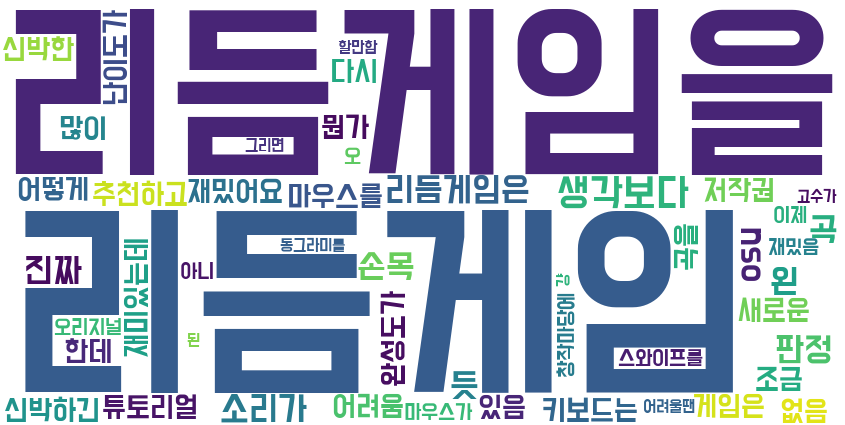 리듬게임을
신박한
난이도가
할만함
다시
많이
뭔가
그리면
오
어떻게
추천하고
재밌어요
마우스를
리듬게임은
생각보다
저작권
고수가
리듬게임
이제
곡
진짜
재미있는데
동그라미를
아니
손목
곡을
osu
재밌음
왼
걍
새로운
오리지널
한데
된
완성도가
창작마당에
스와이프를
판정
조금
듯
신박하긴
튜토리얼
소리가
어려움
마우스가
있음
키보드는
어려울땐
게임은
없음